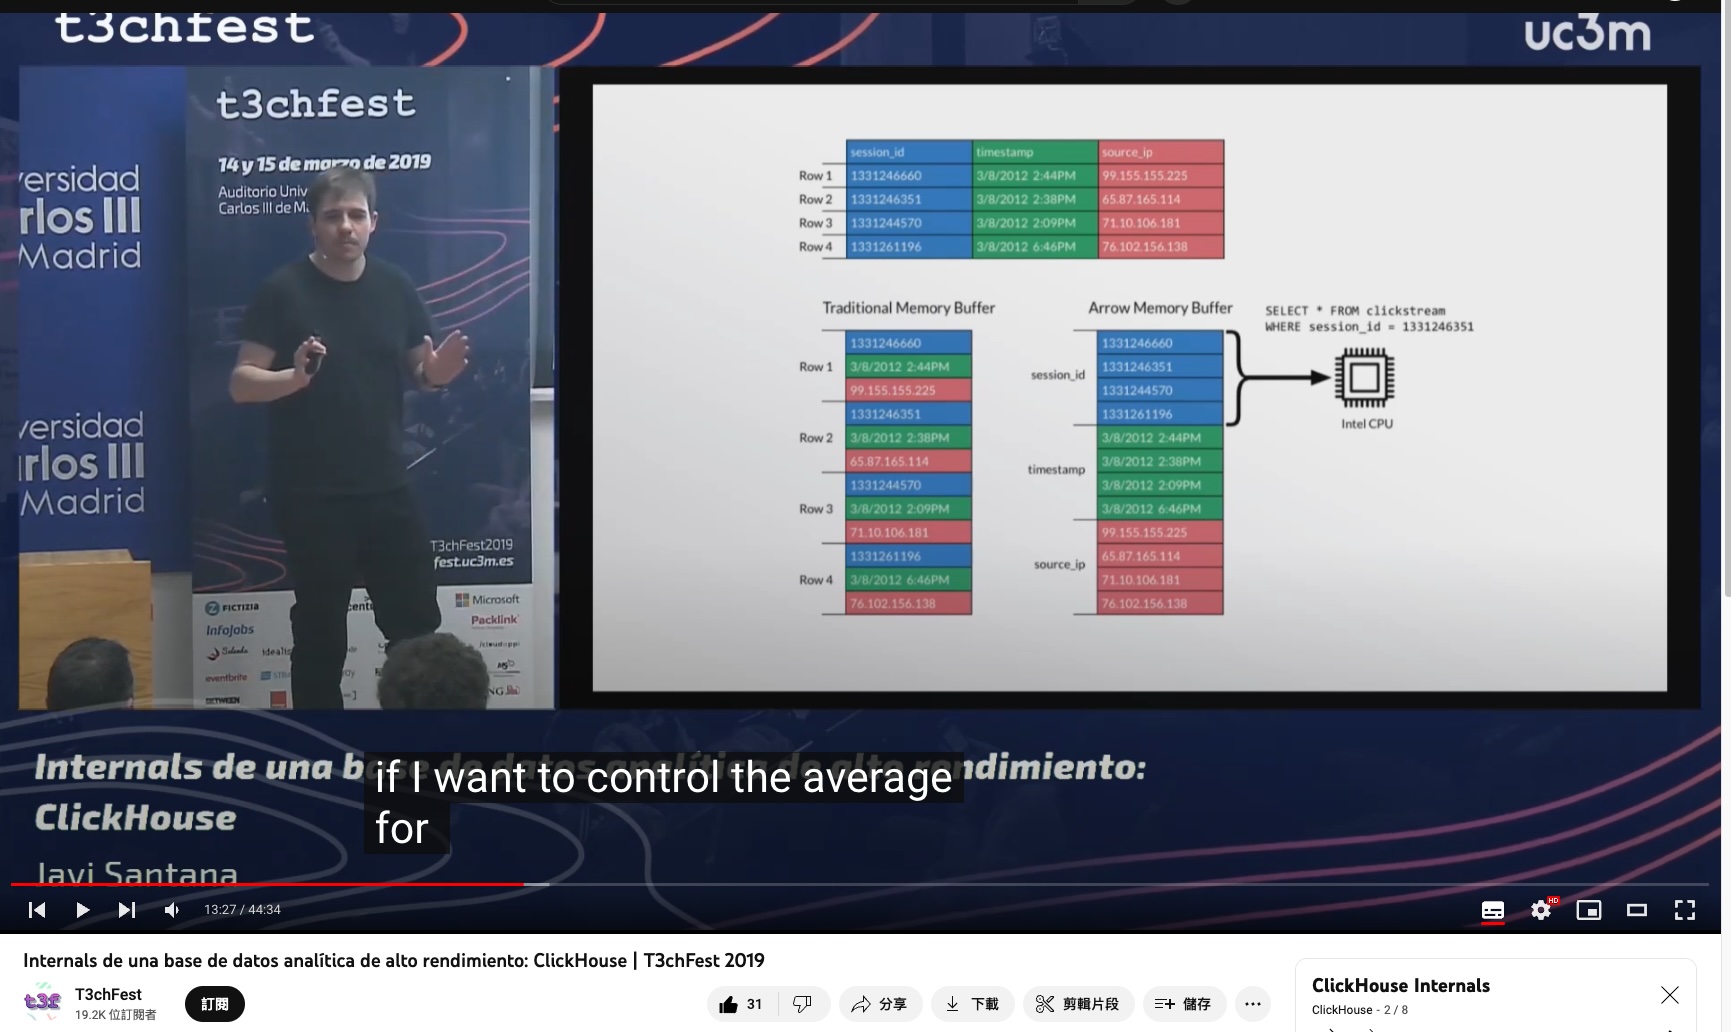 t3chfest
uc3m
versidad
rlos III
Madrid
versidad
rlos III
Madrid
t3chfest
14 y 15 de marzo de 2019
Auditorio Univ
Carlos III de M
T3chFest2019
fest.uc3m.es
FICTIZIA
Microsoft
InfoJobs
Packlink
eventbrite
BETWEEN
session_id timestamp source_ip
Row 1 1331246660 3/8/2012 2:44PM 99.155.155.225
Row 2 1331246351 3/8/2012 2:38PM 65.87.165.114
Row 3 1331244570 3/8/2012 2:09PM 71.10.106.181
Row 4 1331261196 3/8/2012 6:46PM 76.102.156.138
Traditional Memory Buffer
Row 1
1331246660
3/8/2012 2:44PM
99.155.155.225
Row 2
1331246351
3/8/2012 2:38PM
65.87.165.114
Row 3
1331244570
3/8/2012 2:09PM
71.10.106.181
Row 4
1331261196
3/8/2012 6:46PM
76.102.156.138
Arrow Memory Buffer
session_id
1331246660
1331246351
1331244570
1331261196
timestamp
3/8/2012 2:44PM
3/8/2012 2:38PM
3/8/2012 2:09PM
3/8/2012 6:46PM
source_ip
99.155.155.225
65.87.165.114
71.10.106.181
76.102.156.138
SELECT * FROM clickstream
WHERE session_id = 1331246351
Intel CPU
Internals de una base de datos analítica de alto rendimiento:
ClickHouse
Javi Santana
if I want to control the average
for
13:27 / 44:34
HD
Internals de una base de datos analítica de alto rendimiento: ClickHouse | T3chFest 2019
t3f
T3chFest
19.2K 位訂閱者
訂閱
31
分享
下載
剪輯片段
儲存
ClickHouse Internals
ClickHouse - 2 / 8